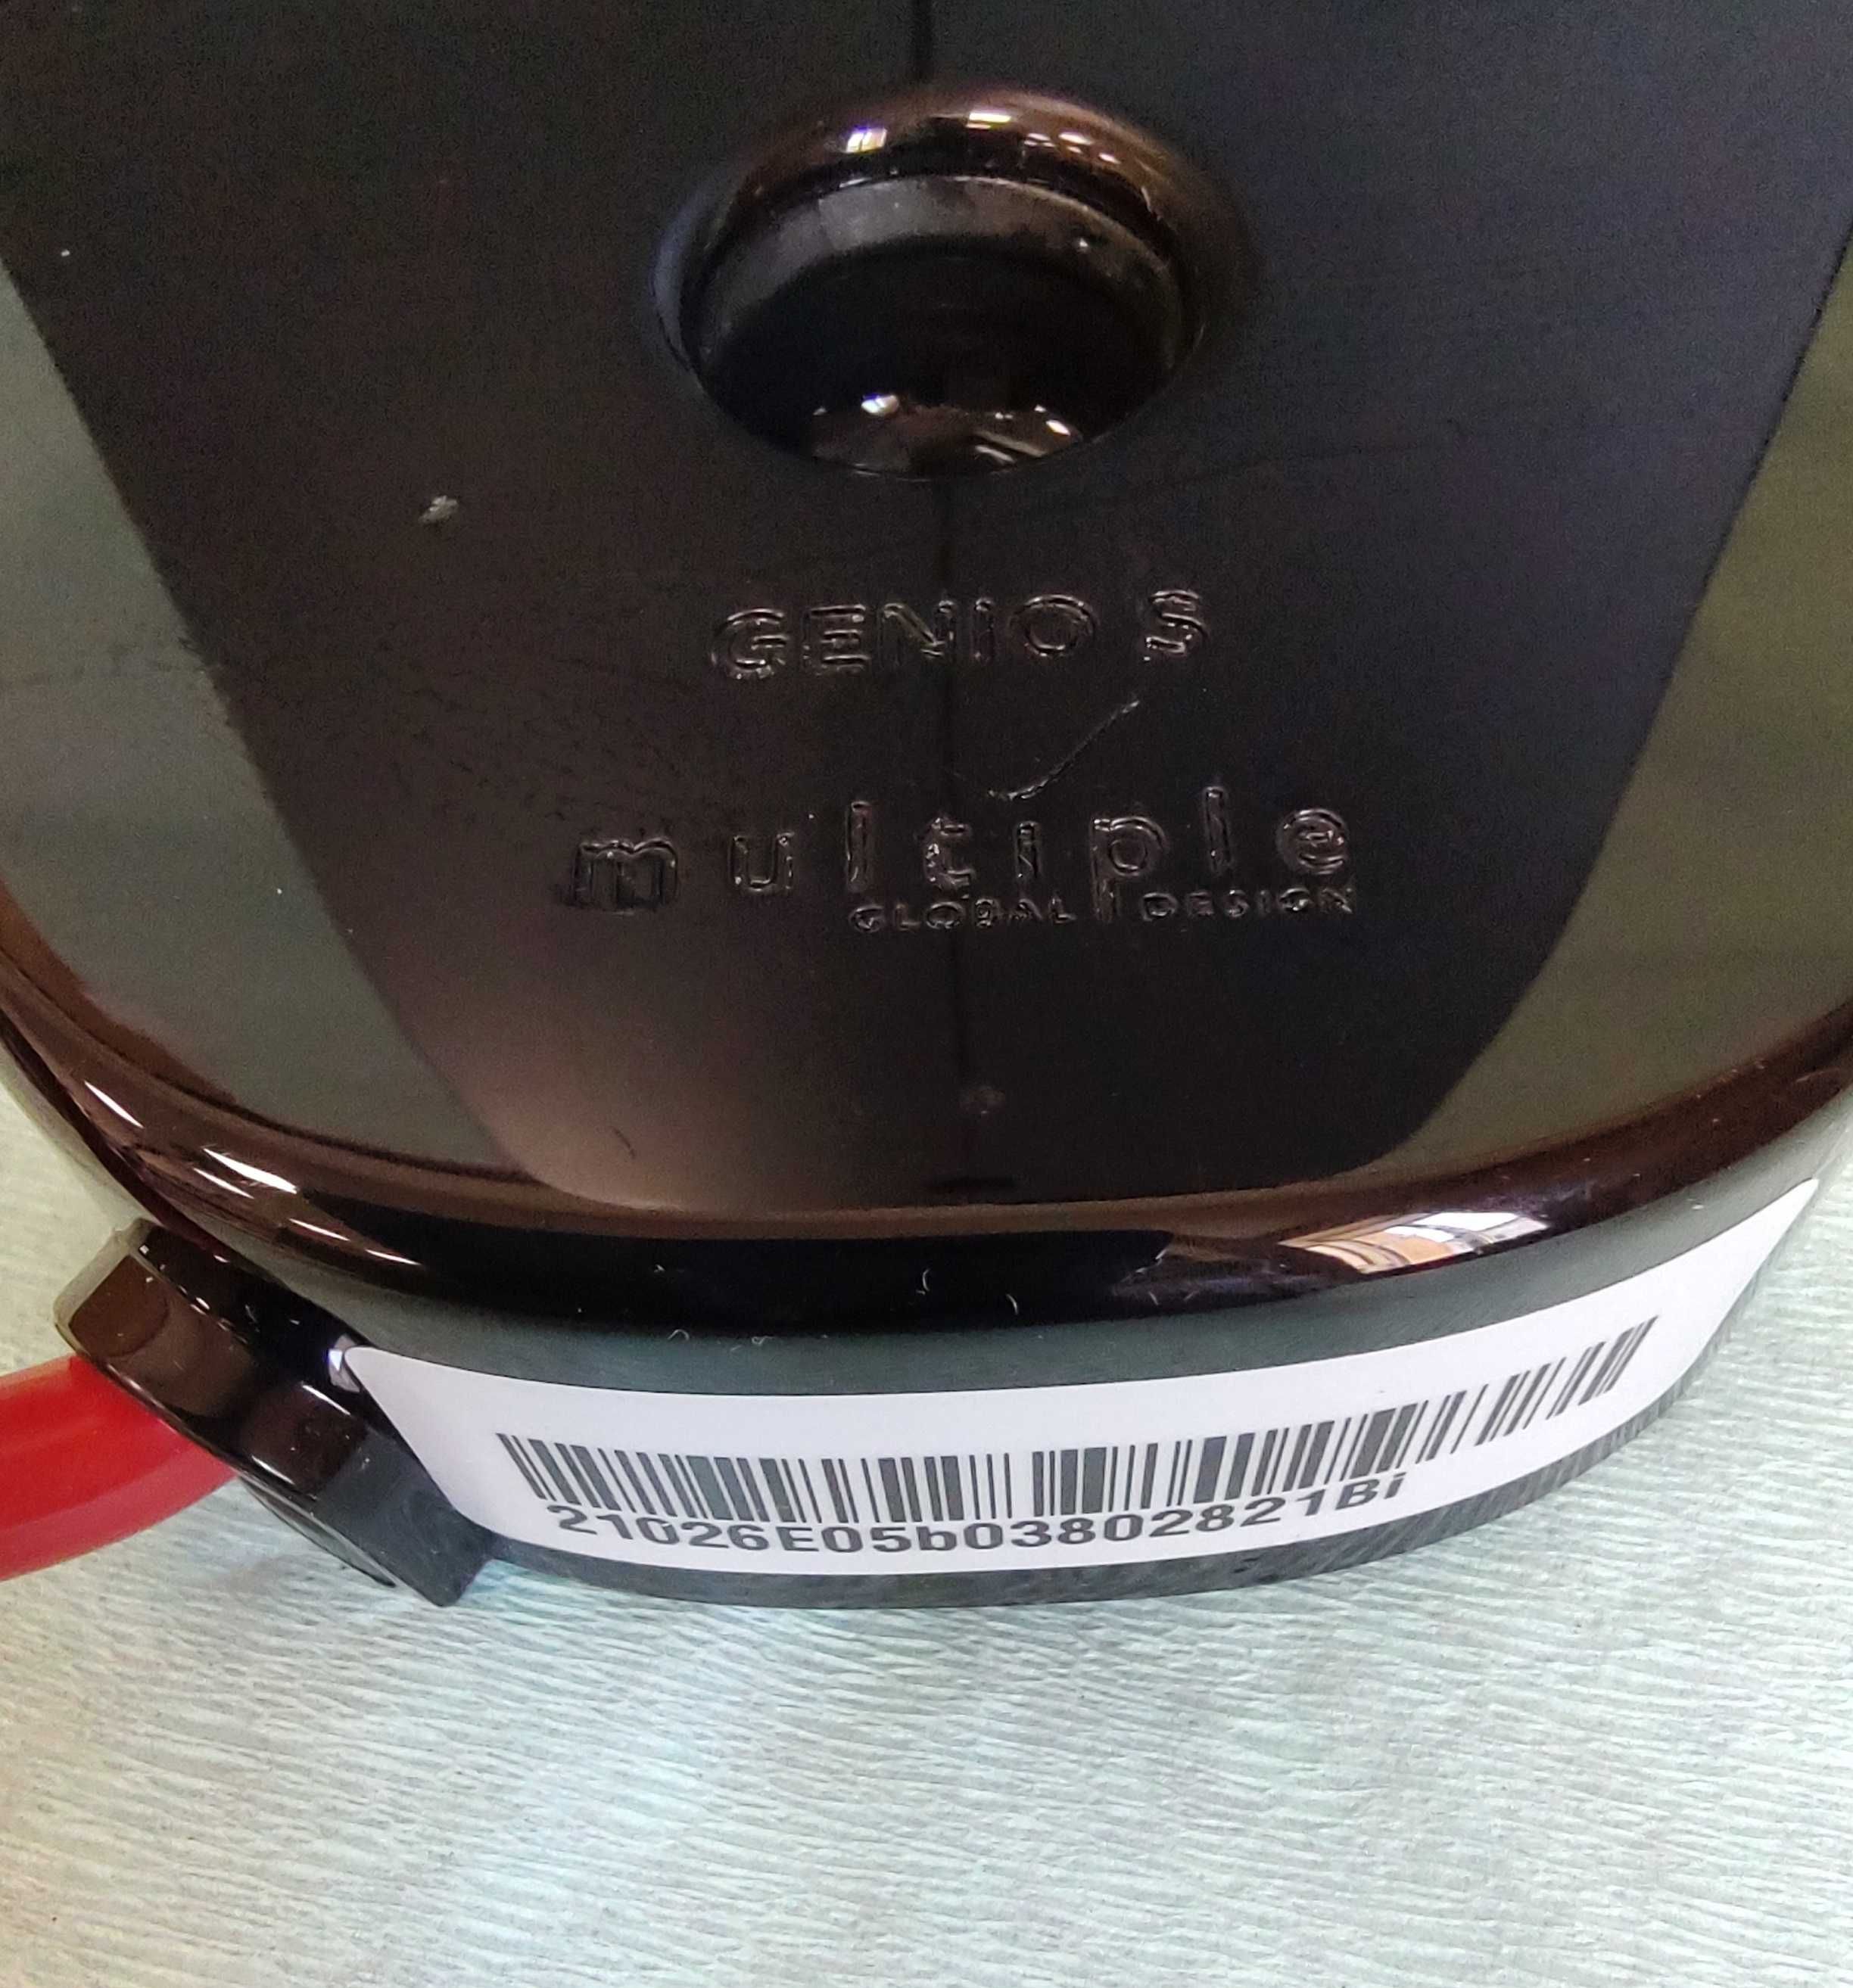 GENIO S
multiple
GLOBAL DESIGN
21026E05b03802821Bi